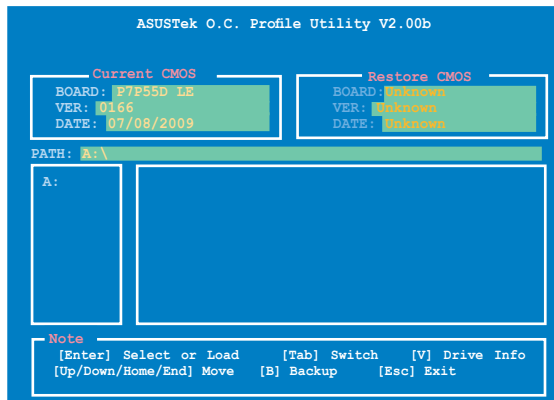 ASUSTek O.C. Profile Utility V2.00b
Current CMOS
BOARD: P7P55D LE
VER: 0166
DATE: 07/08/2009
Restore CMOS
BOARD: Unknown
VER: Unknown
DATE: Unknown
PATH: A:\
A:
Note
[Enter] Select or Load [Tab] Switch [V] Drive Info
[Up/Down/Home/End] Move [B] Backup [Esc] Exit